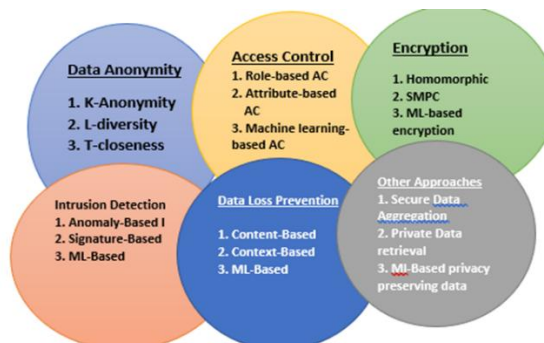 Data Anonymity
1. K-Anonymity
2. L-diversity
3. T-closeness
Access Control
1. Role-based AC
2. Attribute-based
AC
3. Machine learning-
based AC
Encryption
1. Homomorphic
2. SMPC
3. ML-based
encryption
Intrusion Detection
1. Anomaly-Based I
2. Signature-Based
3. ML-Based
Data Loss Prevention
1. Content-Based
2. Context-Based
3. ML-Based
Other Approaches
1. Secure Data
Aggregation
2. Private Data
retrieval
3. Ml-Based privacy
preserving data